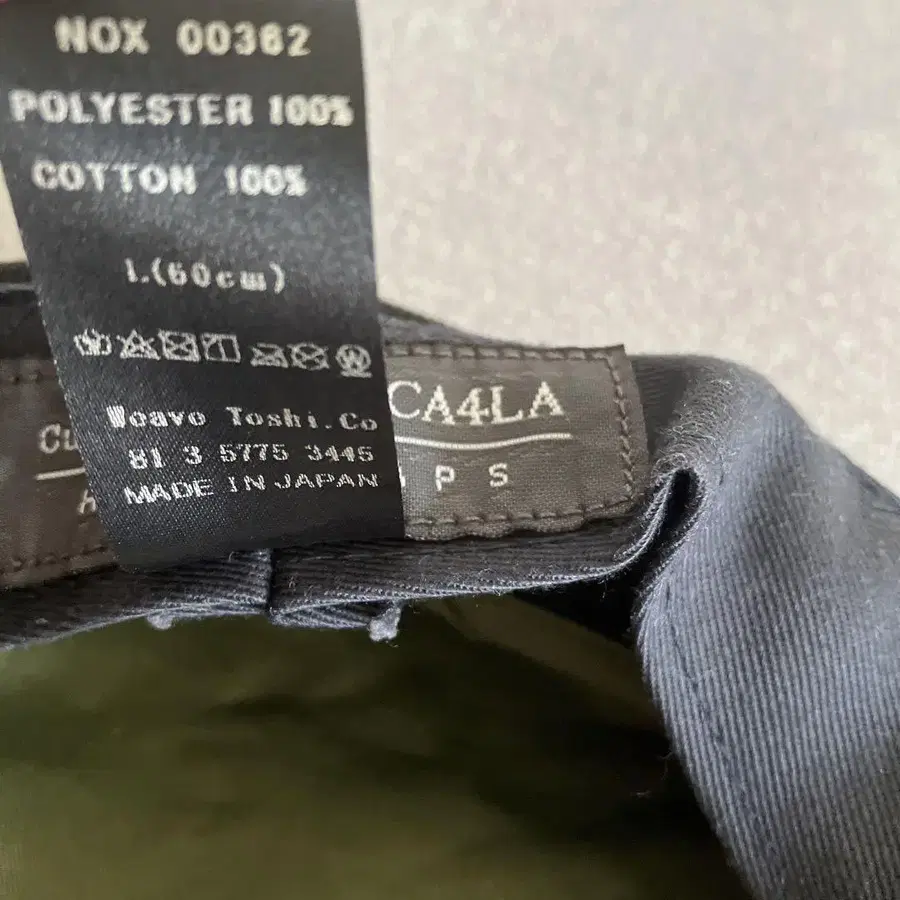 NOX 00362
POLYESTER 100%
COTTON 100%
L(60cm)
Weave Toshi.Co
81 3 5775 3445
MADE IN JAPAN
CA4LA
P S